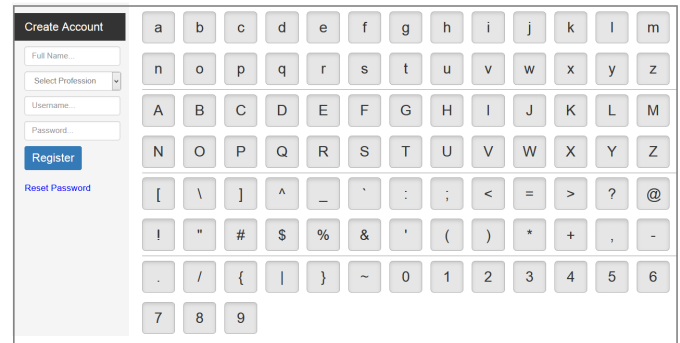 Create Account
Full Name...
Select Profession
Username...
Password...
Register
Reset Password
a b c d e f g h i j k l m
n o p q r s t u v w x y z
A B C D E F G H I J K L M
N O P Q R S T U V W X Y Z
[ \ ] ^ _ ` : ; < = > ? @
! " # $ % & ' ( ) * + , -
. / { | } ~ 0 1 2 3 4 5 6
7 8 9